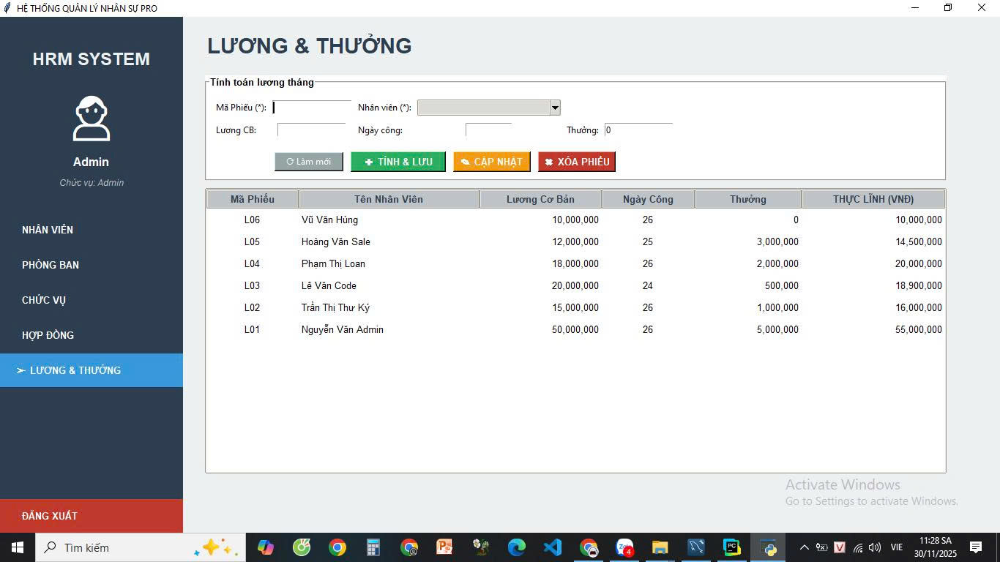 HỆ THỐNG QUẢN LÝ NHÂN SỰ PRO
HRM SYSTEM
Admin
Chức vụ: Admin
NHÂN VIÊN
PHÒNG BAN
CHỨC VỤ
HỢP ĐỒNG
➢ LƯƠNG & THƯỞNG
ĐĂNG XUẤT
LƯƠNG & THƯỞNG
Tính toán lương tháng
Mã Phiếu (*): Nhân viên (*):
Lương CB: Ngày công: Thưởng: 0
⟳ Làm mới ✚ TÍNH & LƯU ✎ CẬP NHẬT ✖ XÓA PHIẾU
Mã Phiếu Tên Nhân Viên Lương Cơ Bản Ngày Công Thưởng THỰC LĨNH (VNĐ)
L06 Vũ Văn Hùng 10,000,000 26 0 10,000,000
L05 Hoàng Văn Sale 12,000,000 25 3,000,000 14,500,000
L04 Phạm Thị Loan 18,000,000 26 2,000,000 20,000,000
L03 Lê Văn Code 20,000,000 24 500,000 18,900,000
L02 Trần Thị Thư Ký 15,000,000 26 1,000,000 16,000,000
L01 Nguyễn Văn Admin 50,000,000 26 5,000,000 55,000,000
Activate Windows
Go to Settings to activate Windows.
Tìm kiếm
4
PC
V
VIE
11:28 SA
30/11/2025